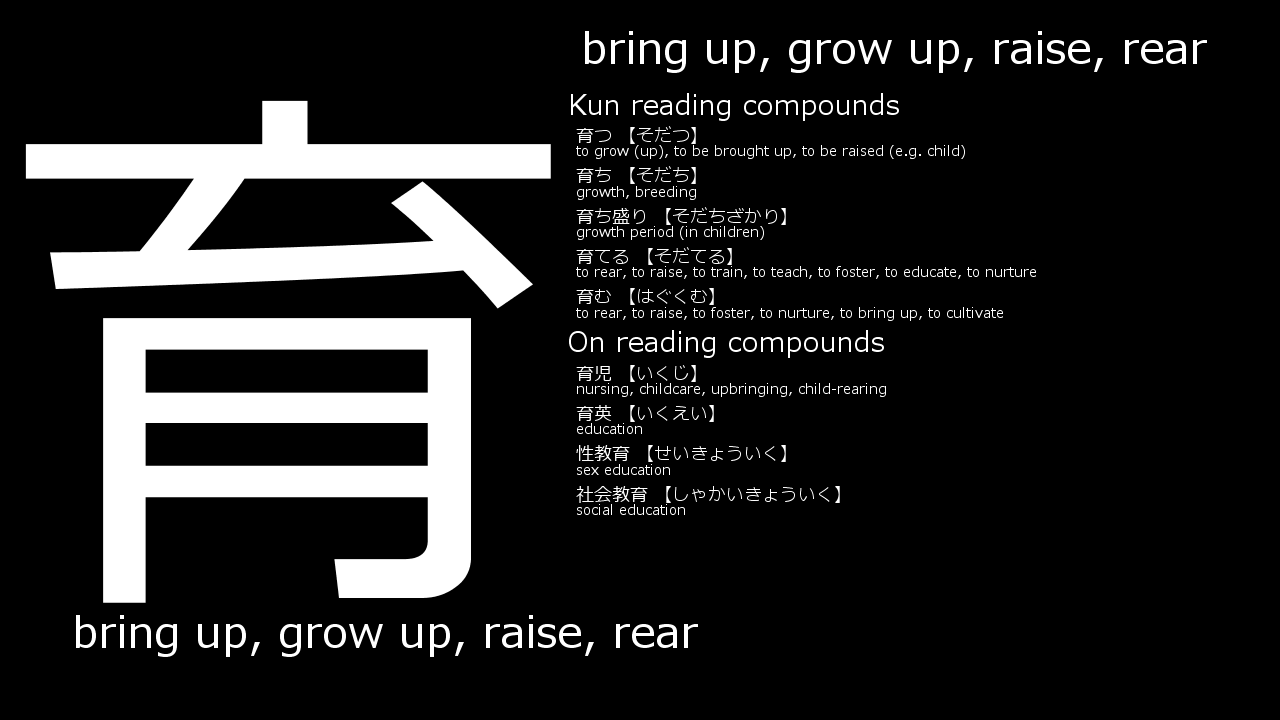 育
bring up, grow up, raise, rear
bring up, grow up, raise, rear
Kun reading compounds
育つ 【そだつ】
to grow (up), to be brought up, to be raised (e.g. child)
育ち 【そだち】
growth, breeding
育ち盛り 【そだちざかり】
growth period (in children)
育てる 【そだてる】
to rear, to raise, to train, to teach, to foster, to educate, to nurture
育む 【はぐくむ】
to rear, to raise, to foster, to nurture, to bring up, to cultivate
On reading compounds
育児 【いくじ】
nursing, childcare, upbringing, child-rearing
育英 【いくえい】
education
性教育 【せいきょういく】
sex education
社会教育 【しゃかいきょういく】
social education